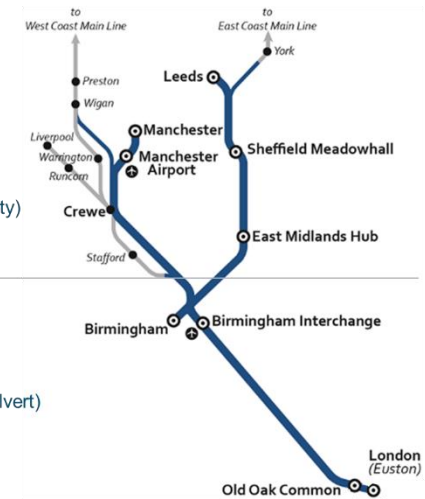 to
West Coast Main Line
to
East Coast Main Line
York
Leeds
Preston
Wigan
Liverpool
Manchester
Sheffield Meadowhall
Warrington
Manchester
Airport
Runcorn
ty)
Crewe
East Midlands Hub
Stafford
Birmingham
Birmingham Interchange
lvert)
London
(Euston)
Old Oak Common